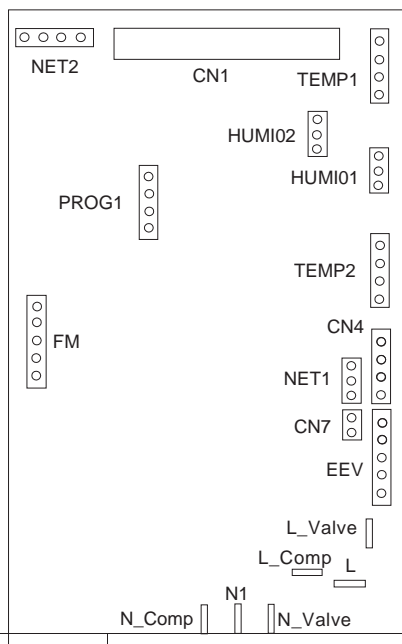 NET2
CN1
TEMP1
HUMI02
HUMI01
PROG1
TEMP2
CN4
FM
NET1
CN7
EEV
L_Valve
L_Comp
L
N1
N_Comp
N_Valve